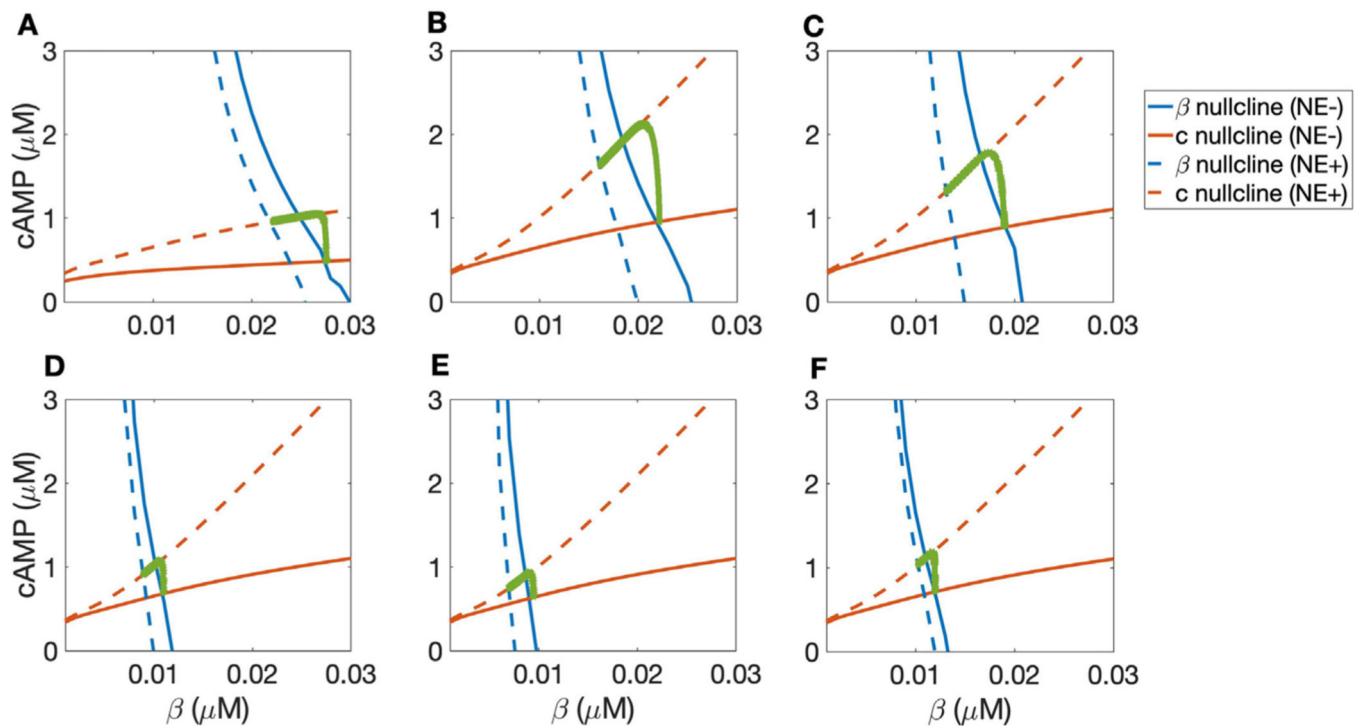 A
B
C
3
2
1
0
cAMP (μM)
0.01 0.02 0.03
3
2
1
0
0.01 0.02 0.03
3
2
1
0
0.01 0.02 0.03
β nullcline (NE-)
c nullcline (NE-)
β nullcline (NE+)
c nullcline (NE+)
D
E
F
3
2
1
0
cAMP (μM)
0.01 0.02 0.03
β (μM)
3
2
1
0
0.01 0.02 0.03
β (μM)
3
2
1
0
0.01 0.02 0.03
β (μM)